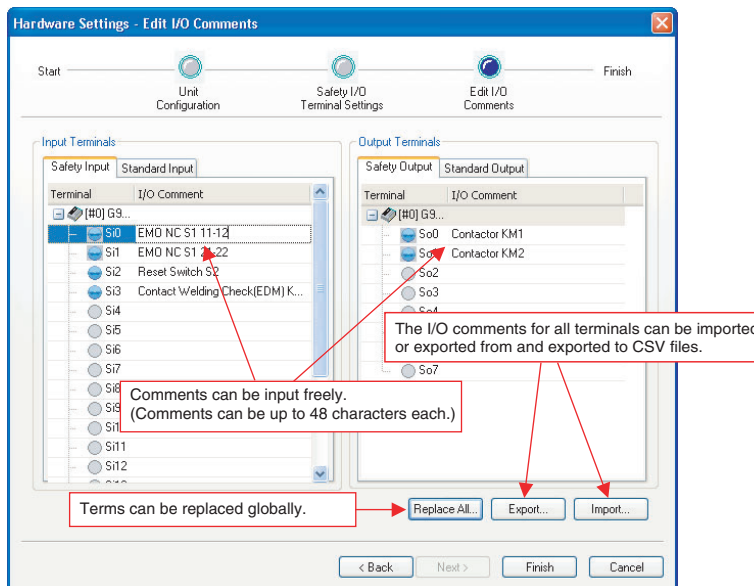 Hardware Settings - Edit I/O Comments
Start
Unit
Configuration
Safety I/O
Terminal Settings
Edit I/O
Comments
Finish
Input Terminals
Safety Input Standard Input
Terminal I/O Comment
[#0] G9...
Si0 EMO NC S1 11-12
Si1 EMO NC S1 21-22
Si2 Reset Switch S2
Si3 Contact Welding Check(EDM) K...
Si4
Si5
Si6
Si7
Si8
Si9
Si11
Si12
Output Terminals
Safety Output Standard Output
Terminal I/O Comment
[#0] G9...
So0 Contactor KM1
Contactor KM2
So2
So3
So7
The I/O comments for all terminals can be imported
or exported from and exported to CSV files.
Comments can be input freely.
(Comments can be up to 48 characters each.)
Terms can be replaced globally.
Replace All... Export... Import...
< Back Next > Finish Cancel